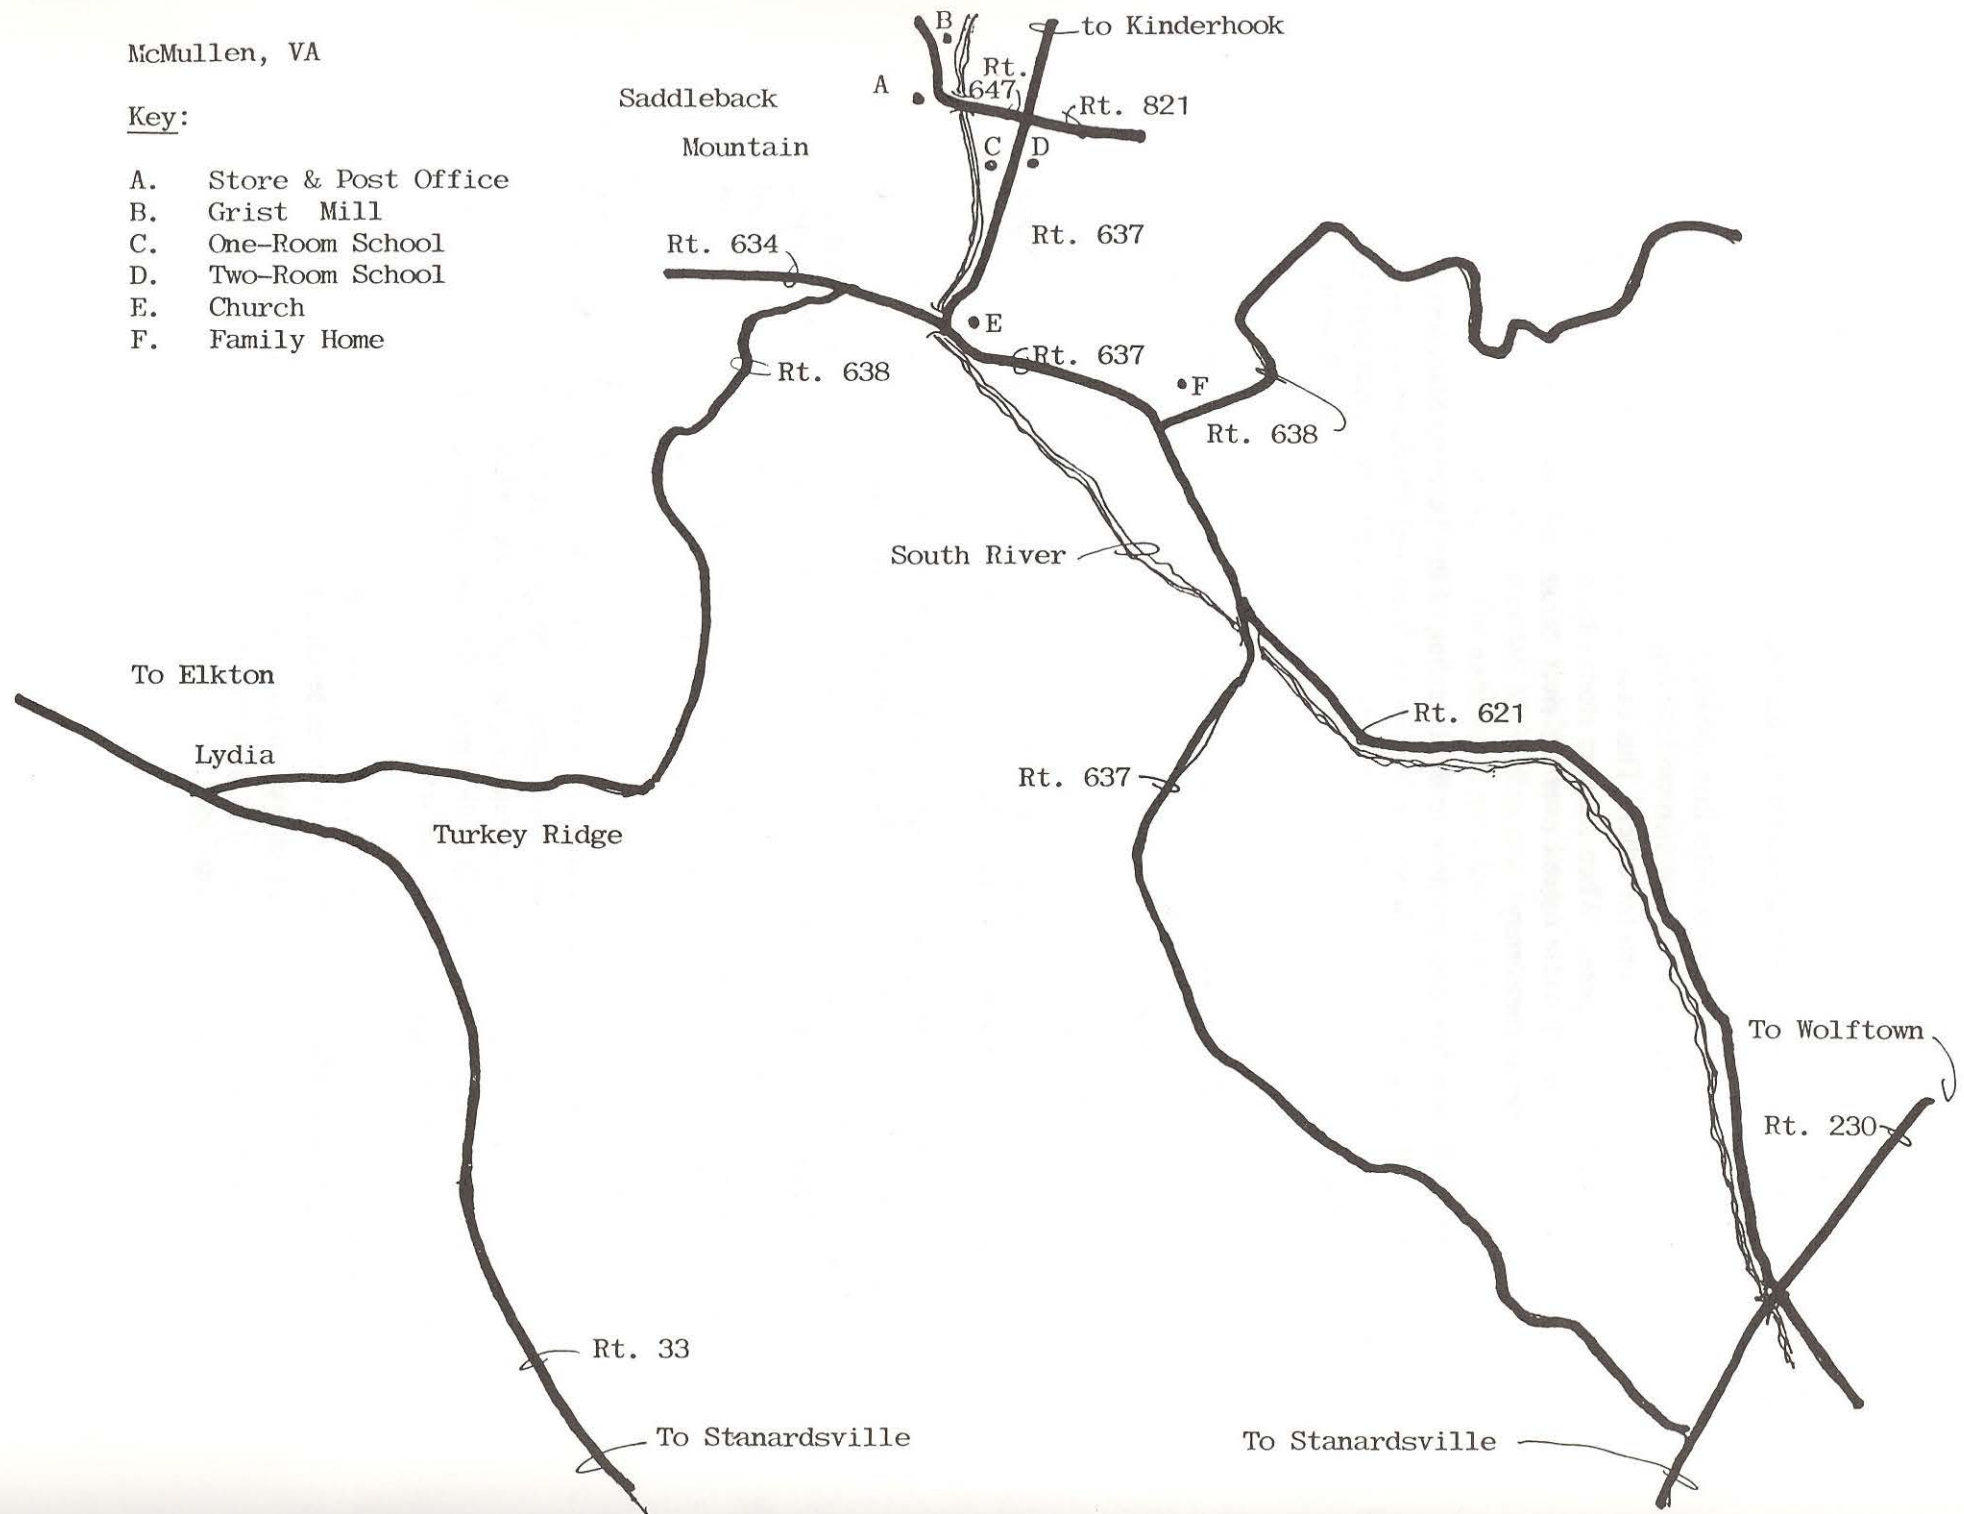 McMullen, VA
Key:
A. Store & Post Office
B. Grist Mill
C. One-Room School
D. Two-Room School
E. Church
F. Family Home
B
to Kinderhook
A
Rt.
647
Rt. 821
Saddleback
Mountain
C
D
Rt. 634
Rt. 637
E
Rt. 637
Rt. 638
F
Rt. 638
South River
To Elkton
Lydia
Turkey Ridge
Rt. 621
Rt. 637
To Wolftown
Rt. 230
Rt. 33
To Stanardsville
To Stanardsville